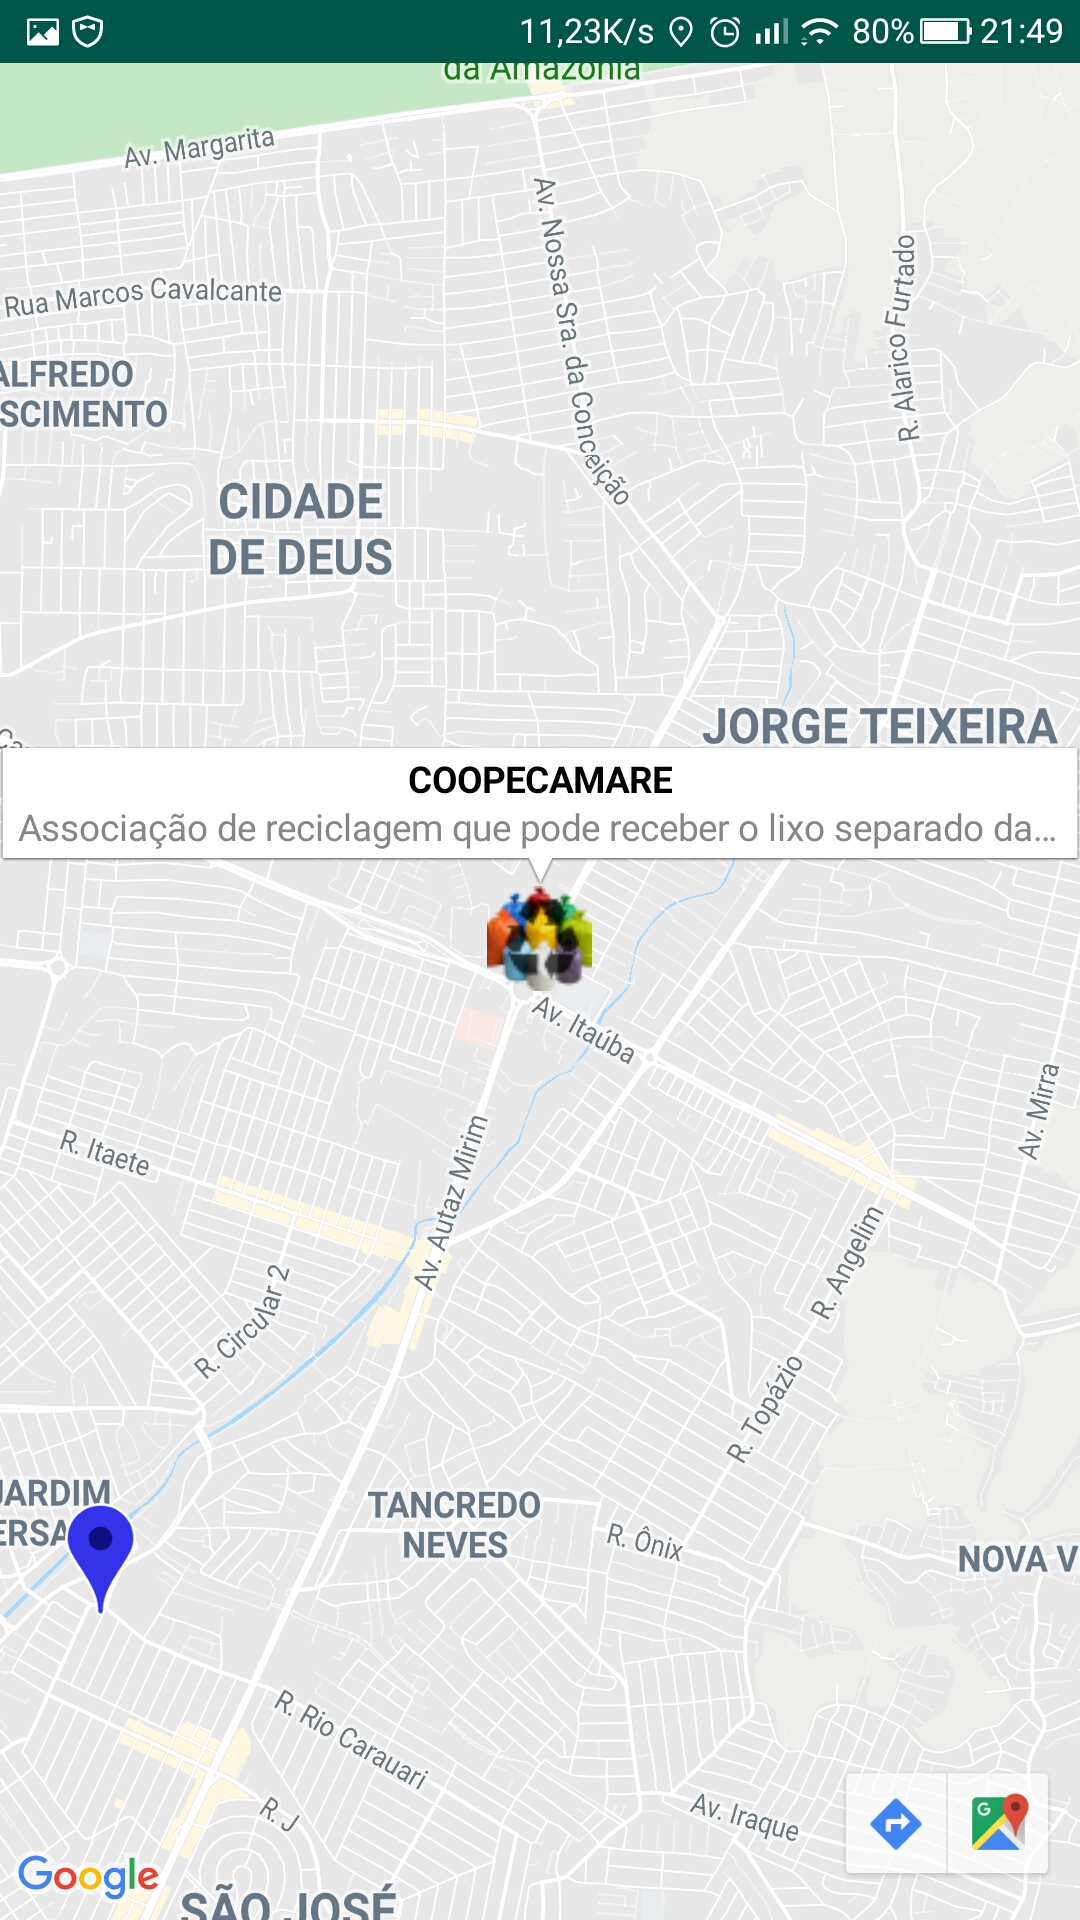 11,23K/s 80% 21:49
da Amazônia
Av. Margarita
Av. Nossa Sra. da Conceição
R. Alarico Furtado
Rua Marcos Cavalcante
ALFREDO
SCIMENTO
CIDADE
DE DEUS
JORGE TEIXEIRA
COOPECAMARE
Associação de reciclagem que pode receber o lixo separado da...
Av. Itaúba
Av. Mirra
R. Itaete
Av. Autaz Mirim
R. Angelim
R. Circular 2
R. Topázio
JARDIM
ERSA
TANCREDO
NEVES
R. Ônix
NOVA V
R. Rio Carauari
R. J
Av. Iraque
G
Google
SÃO JOSÉ